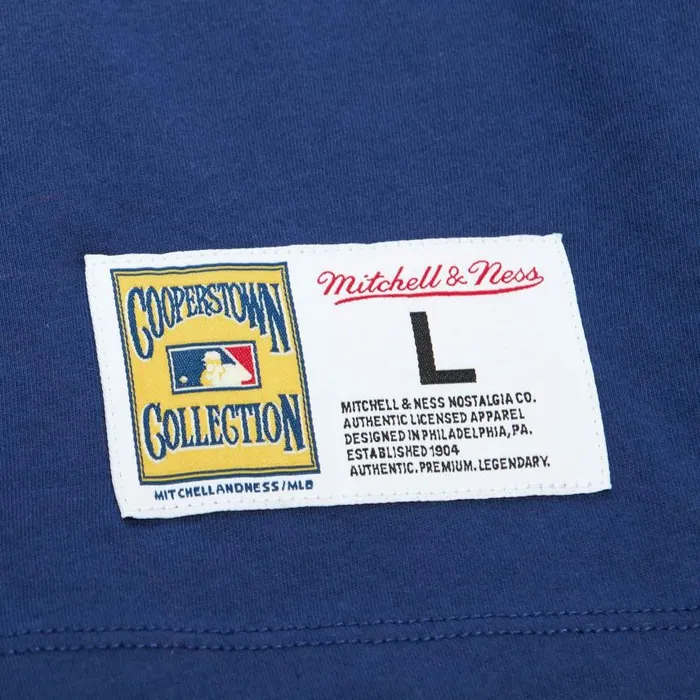 COOPERSTOWN
COLLECTION
MITCHELLANDNESS/MLB
Mitchell & Ness
L
MITCHELL & NESS NOSTALGIA CO.
AUTHENTIC LICENSED APPAREL
DESIGNED IN PHILADELPHIA, PA.
ESTABLISHED 1904
AUTHENTIC. PREMIUM. LEGENDARY.